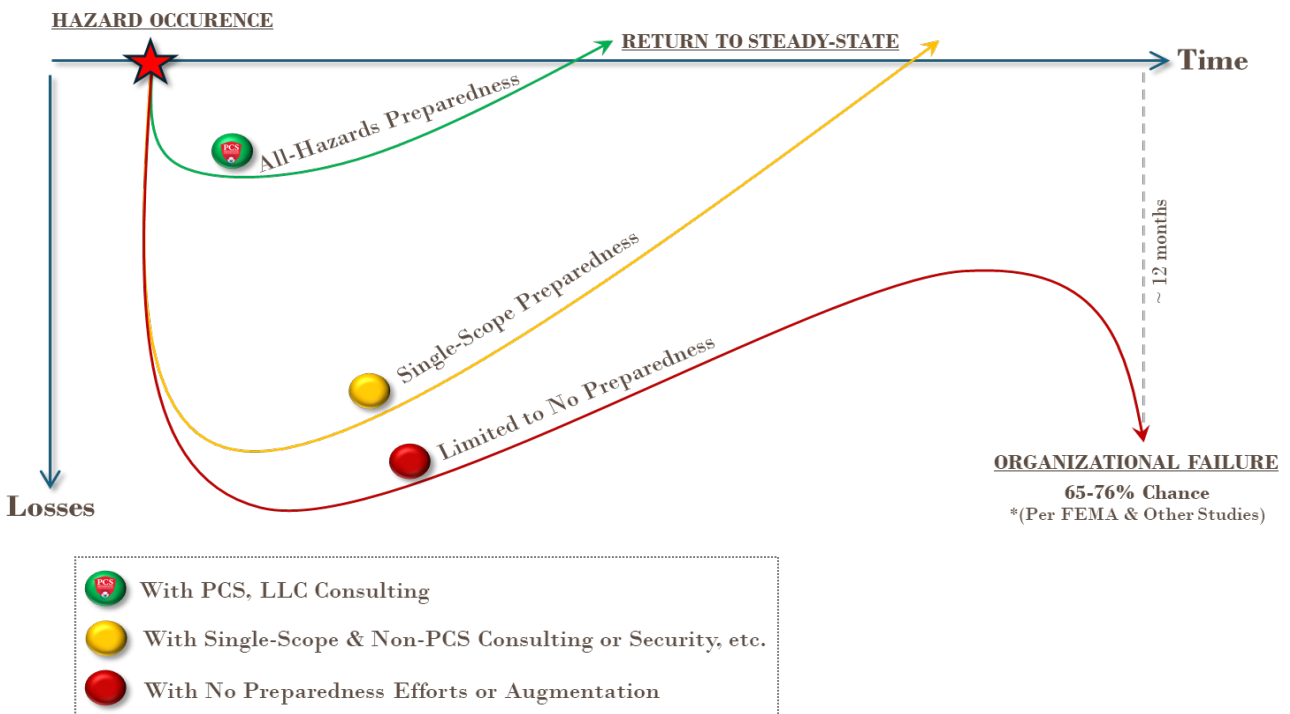 HAZARD OCCURENCE
RETURN TO STEADY-STATE
Time
All-Hazards Preparedness
PCS
Single-Scope Preparedness
~ 12 months
Limited to No Preparedness
ORGANIZATIONAL FAILURE
65-76% Chance
*(Per FEMA & Other Studies)
Losses
PCS
With PCS, LLC Consulting
With Single-Scope & Non-PCS Consulting or Security, etc.
With No Preparedness Efforts or Augmentation